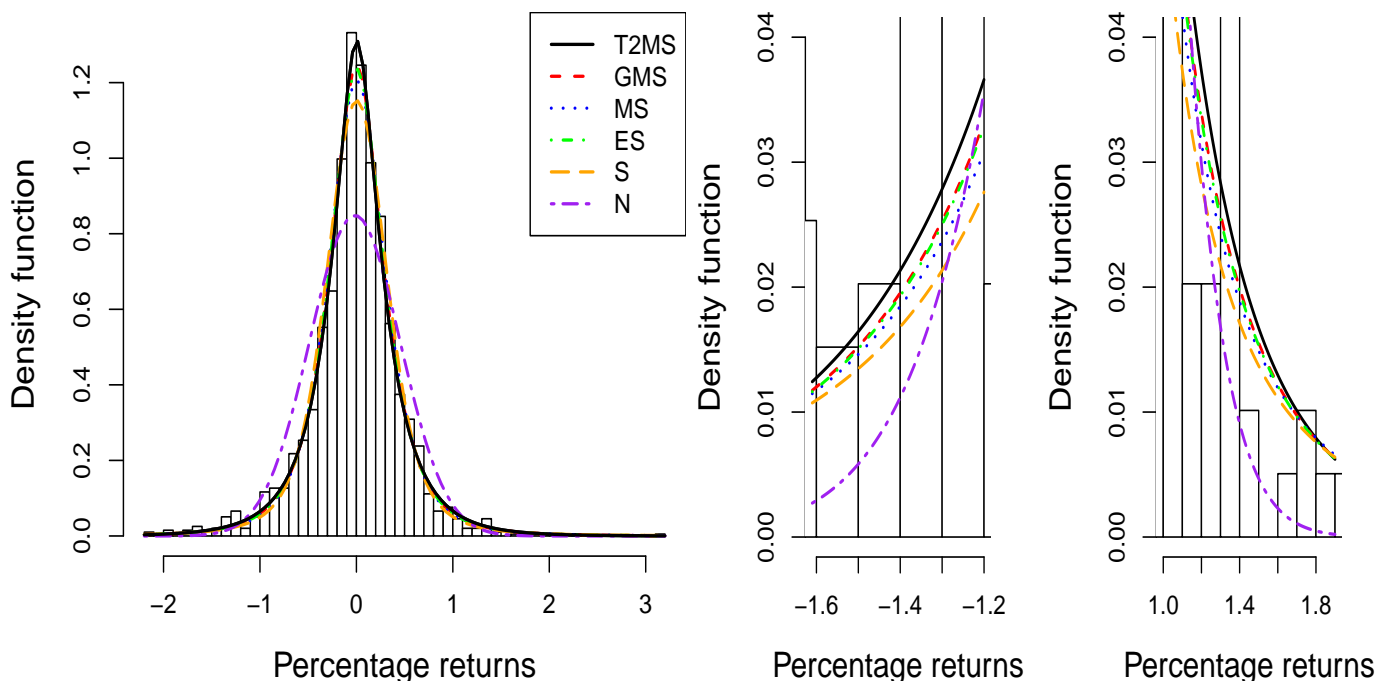 Density function
0.0 0.2 0.4 0.6 0.8 1.0 1.2
−2 −1 0 1 2 3
Percentage returns
T2MS
GMS
MS
ES
S
N
Density function
0.00 0.01 0.02 0.03 0.04
−1.6 −1.4 −1.2
Percentage returns
Density function
0.00 0.01 0.02 0.03 0.04
1.0 1.4 1.8
Percentage returns